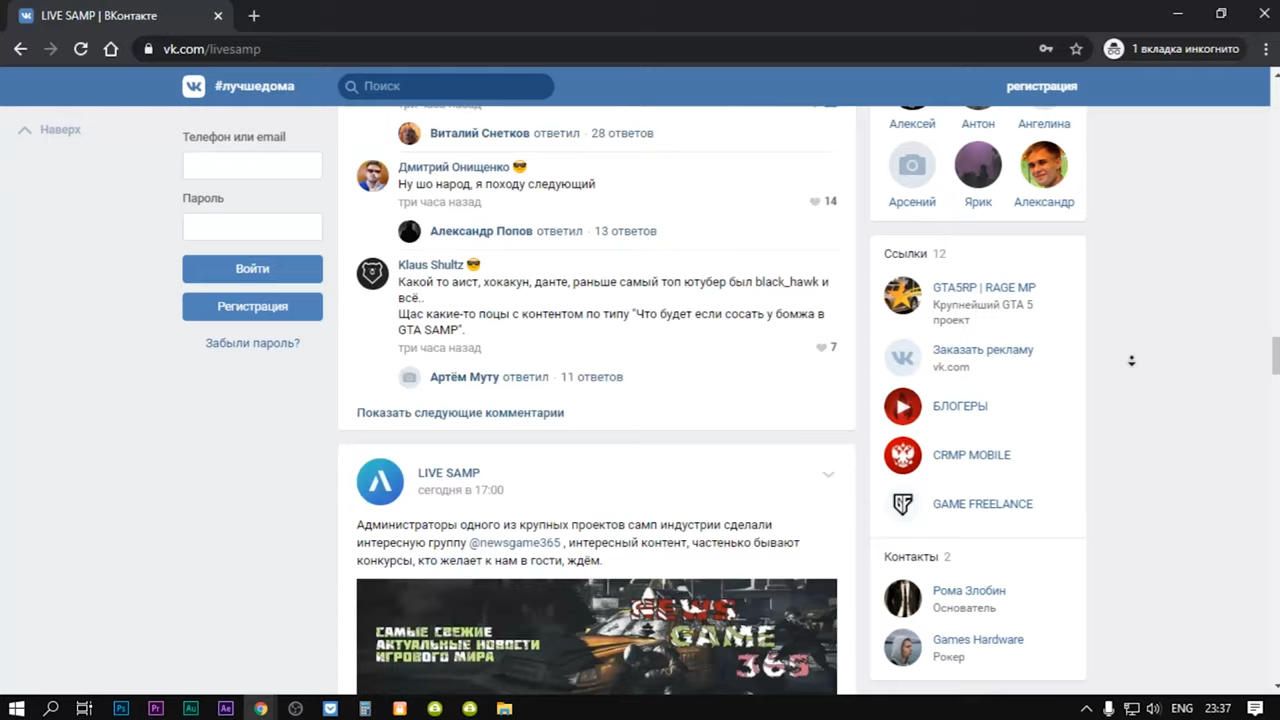 LIVE SAMP | ВКонтакте
vk.com/livesamp
1 вкладка инкогнито
#лучшедома
Поиск
регистрация
Наверх
Телефон или email
Пароль
Войти
Регистрация
Забыли пароль?
три часа назад
Виталий Снетков ответил · 28 ответов
Дмитрий Онищенко
Ну шо народ, я походу следующий
три часа назад
14
Александр Попов ответил · 13 ответов
Klaus Shultz
Какой то аист, хокакун, данте, раньше самый топ ютубер был black_hawk и
всё..
Щас какие-то поцы с контентом по типу "Что будет если сосать у бомжа в
GTA SAMP".
три часа назад
7
Артём Муту ответил · 11 ответов
Показать следующие комментарии
LIVE SAMP
сегодня в 17:00
Администраторы одного из крупных проектов самп индустрии сделали
интересную группу @newsgame365 , интересный контент, частенько бывают
конкурсы, кто желает к нам в гости, ждём.
САМЫЕ СВЕЖИЕ
АКТУАЛЬНЫЕ НОВОСТИ
ИГРОВОГО МИРА
NEWS
GAME
365
Алексей Антон Ангелина
Арсений Ярик Александр
Ссылки 12
GTA5RP | RAGE MP
Крупнейший GTA 5
проект
Заказать рекламу
vk.com
БЛОГЕРЫ
CRMP MOBILE
GAME FREELANCE
Контакты 2
Рома Злобин
Основатель
Games Hardware
Рокер
Ps Pr Au Ae
ENG 23:37